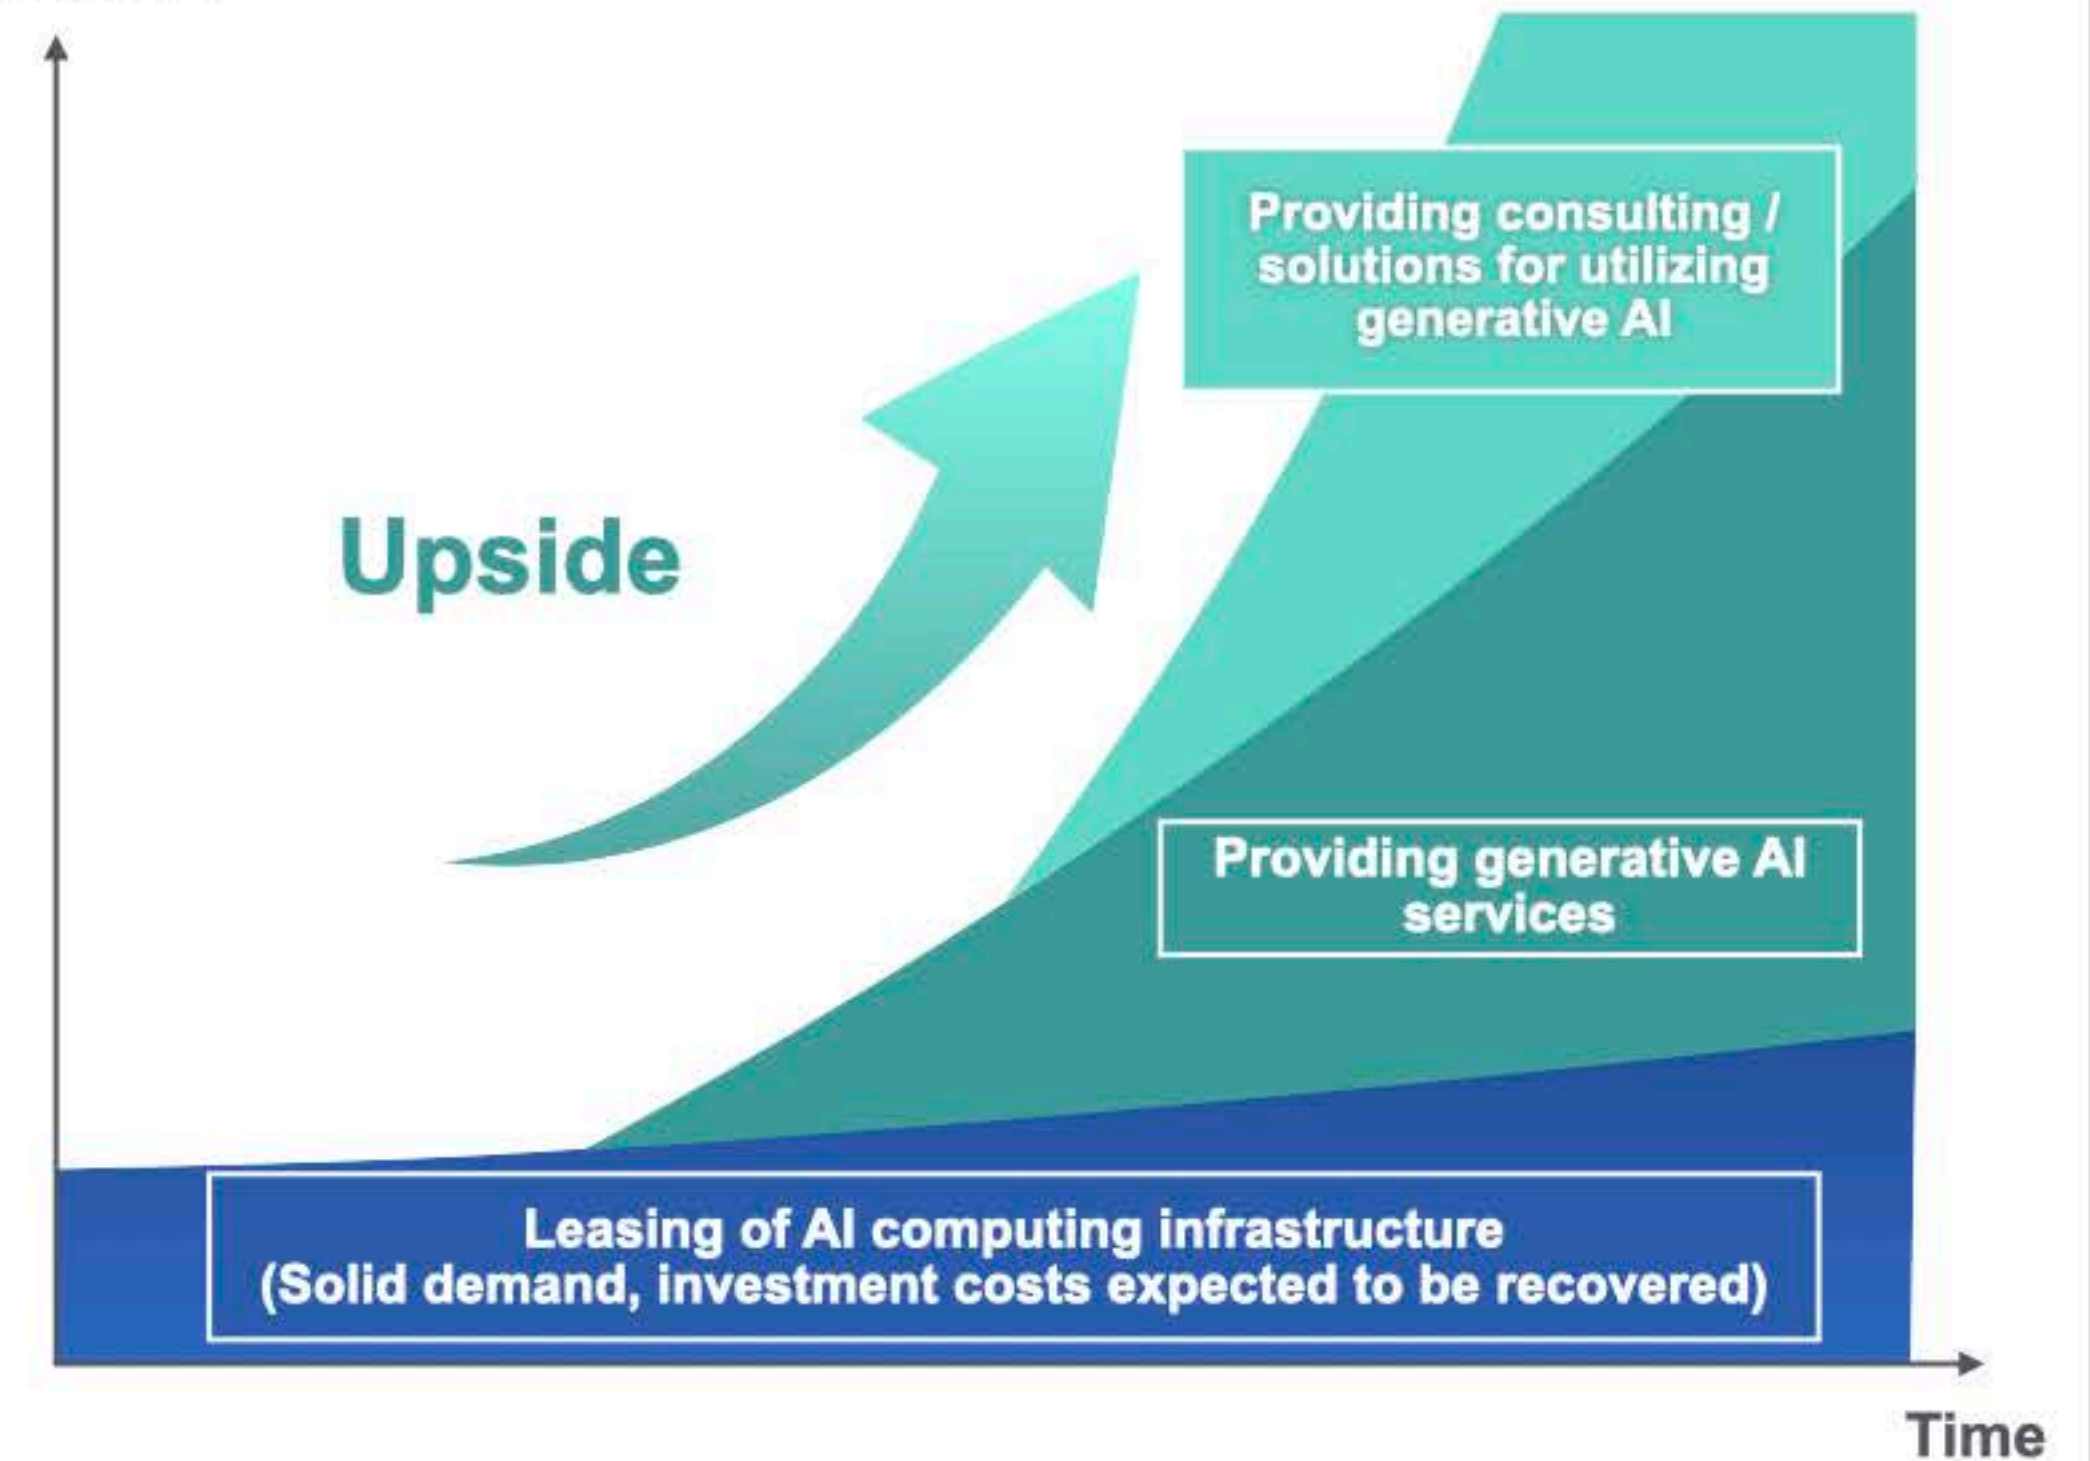 Providing consulting /
solutions for utilizing
generative AI
Upside
Providing generative AI
services
Leasing of AI computing infrastructure
(Solid demand, investment costs expected to be recovered)
Time